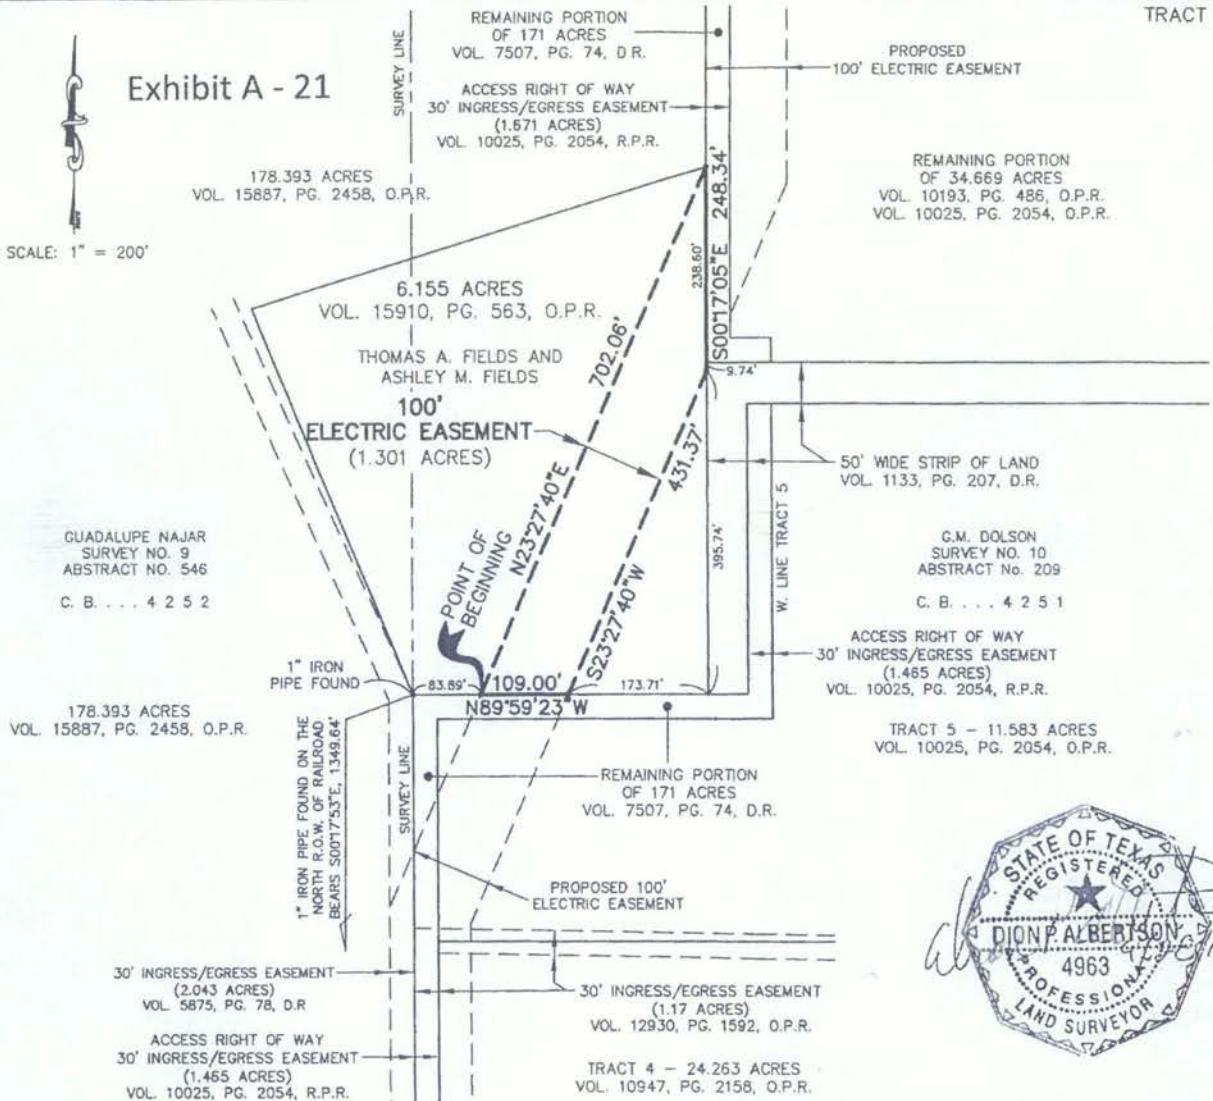 TRACT
Exhibit A - 21
SCALE: 1" = 200'
SURVEY LINE
REMAINING PORTION
OF 171 ACRES
VOL. 7507, PG. 74, D.R.
ACCESS RIGHT OF WAY
30' INGRESS/EGRESS EASEMENT
(1.671 ACRES)
VOL. 10025, PG. 2054, R.P.R.
PROPOSED
100' ELECTRIC EASEMENT
178.393 ACRES
VOL. 15887, PG. 2458, O.P.R.
REMAINING PORTION
OF 34.669 ACRES
VOL. 10193, PG. 486, O.P.R.
VOL. 10025, PG. 2054, O.P.R.
S00°17'05"E 248.34'
238.60'
6.155 ACRES
VOL. 15910, PG. 563, O.P.R.
THOMAS A. FIELDS AND
ASHLEY M. FIELDS
100'
ELECTRIC EASEMENT
(1.301 ACRES)
N23°27'40"E 702.06'
9.74'
S23°27'40"W 431.37'
395.74'
50' WIDE STRIP OF LAND
VOL. 1133, PG. 207, D.R.
W. LINE TRACT 5
GUADALUPE NAJAR
SURVEY NO. 9
ABSTRACT NO. 546
C. B. . . . 4 2 5 2
G.M. DOLSON
SURVEY NO. 10
ABSTRACT No. 209
C. B. . . . 4 2 5 1
POINT OF
BEGINNING
ACCESS RIGHT OF WAY
30' INGRESS/EGRESS EASEMENT
(1.465 ACRES)
VOL. 10025, PG. 2054, R.P.R.
1" IRON
PIPE FOUND
83.89'
109.00'
173.71'
N89°59'23"W
178.393 ACRES
VOL. 15887, PG. 2458, O.P.R.
TRACT 5 - 11.583 ACRES
VOL. 10025, PG. 2054, O.P.R.
1" IRON PIPE FOUND ON THE
NORTH R.O.W. OF RAILROAD
BEARS S00°17'53"E, 1349.64'
SURVEY LINE
REMAINING PORTION
OF 171 ACRES
VOL. 7507, PG. 74, D.R.
PROPOSED 100'
ELECTRIC EASEMENT
STATE OF TEXAS
REGISTERED
DION P. ALBERTSON
4963
PROFESSIONAL
LAND SURVEYOR
30' INGRESS/EGRESS EASEMENT
(2.043 ACRES)
VOL. 5875, PG. 78, D.R
30' INGRESS/EGRESS EASEMENT
(1.17 ACRES)
VOL. 12930, PG. 1592, O.P.R.
ACCESS RIGHT OF WAY
30' INGRESS/EGRESS EASEMENT
(1.465 ACRES)
VOL. 10025, PG. 2054, R.P.R.
TRACT 4 - 24.263 ACRES
VOL. 10947, PG. 2158, O.P.R.